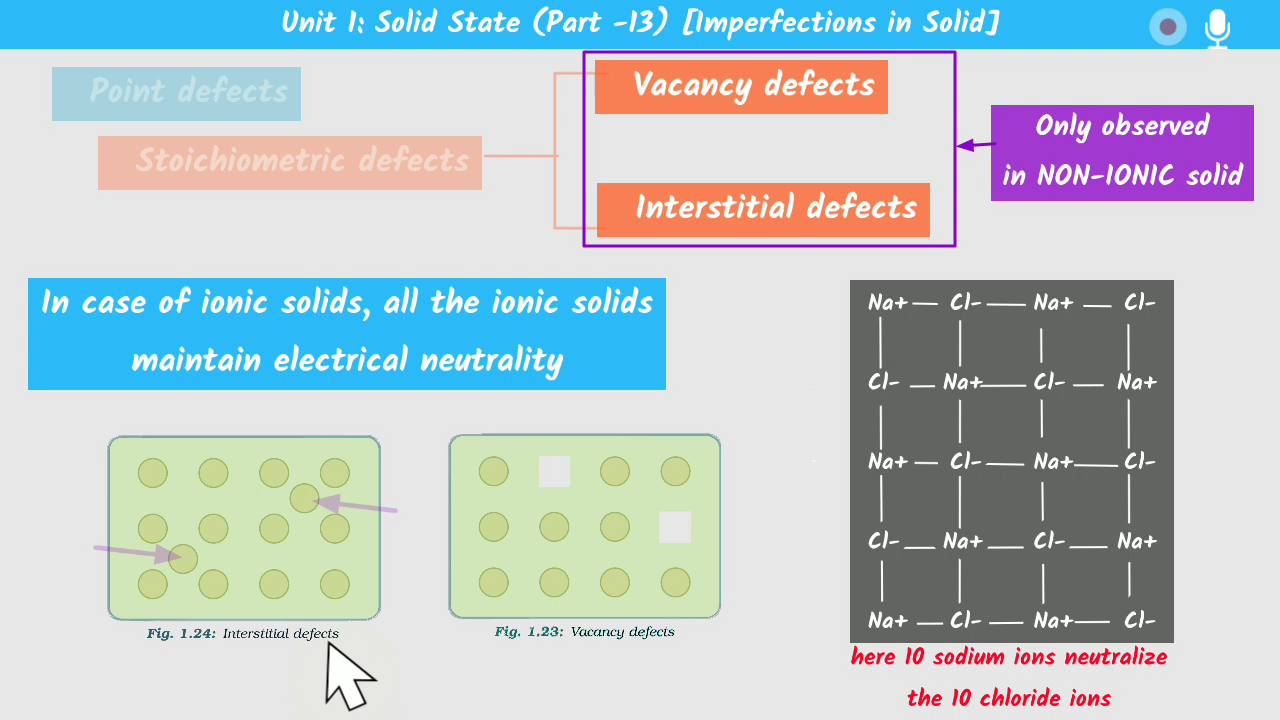 Unit 1: Solid State (Part -13) [Imperfections in Solid]
Point defects
Stoichiometric defects
Vacancy defects
Interstitial defects
Only observed
in NON-IONIC solid
In case of ionic solids, all the ionic solids
maintain electrical neutrality
Fig. 1.24: Interstitial defects
Fig. 1.23: Vacancy defects
Na+ Cl- Na+ Cl-
Cl- Na+ Cl- Na+
Na+ Cl- Na+ Cl-
Cl- Na+ Cl- Na+
Na+ Cl- Na+ Cl-
here 10 sodium ions neutralize
the 10 chloride ions